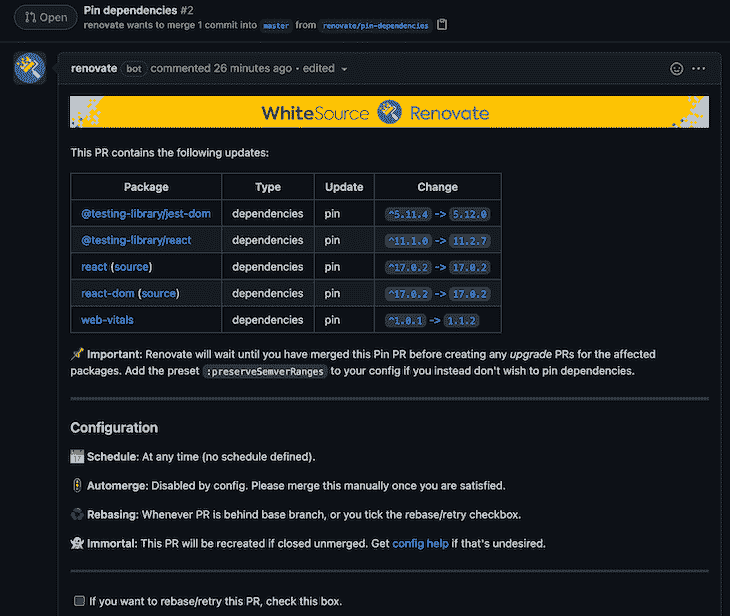 Open
Pin dependencies #2
renovate wants to merge 1 commit into master from renovate/pin-dependencies
renovate bot commented 26 minutes ago • edited
WhiteSource Renovate
This PR contains the following updates:
Package Type Update Change
@testing-library/jest-dom dependencies pin ^5.11.4 -> 5.12.0
@testing-library/react dependencies pin ^11.1.0 -> 11.2.7
react (source) dependencies pin ^17.0.2 -> 17.0.2
react-dom (source) dependencies pin ^17.0.2 -> 17.0.2
web-vitals dependencies pin ^1.0.1 -> 1.1.2
Important: Renovate will wait until you have merged this Pin PR before creating any upgrade PRs for the affected
packages. Add the preset :preserveSemverRanges to your config if you instead don't wish to pin dependencies.
Configuration
17 Schedule: At any time (no schedule defined).
Automerge: Disabled by config. Please merge this manually once you are satisfied.
Rebasing: Whenever PR is behind base branch, or you tick the rebase/retry checkbox.
Immortal: This PR will be recreated if closed unmerged. Get config help if that's undesired.
If you want to rebase/retry this PR, check this box.